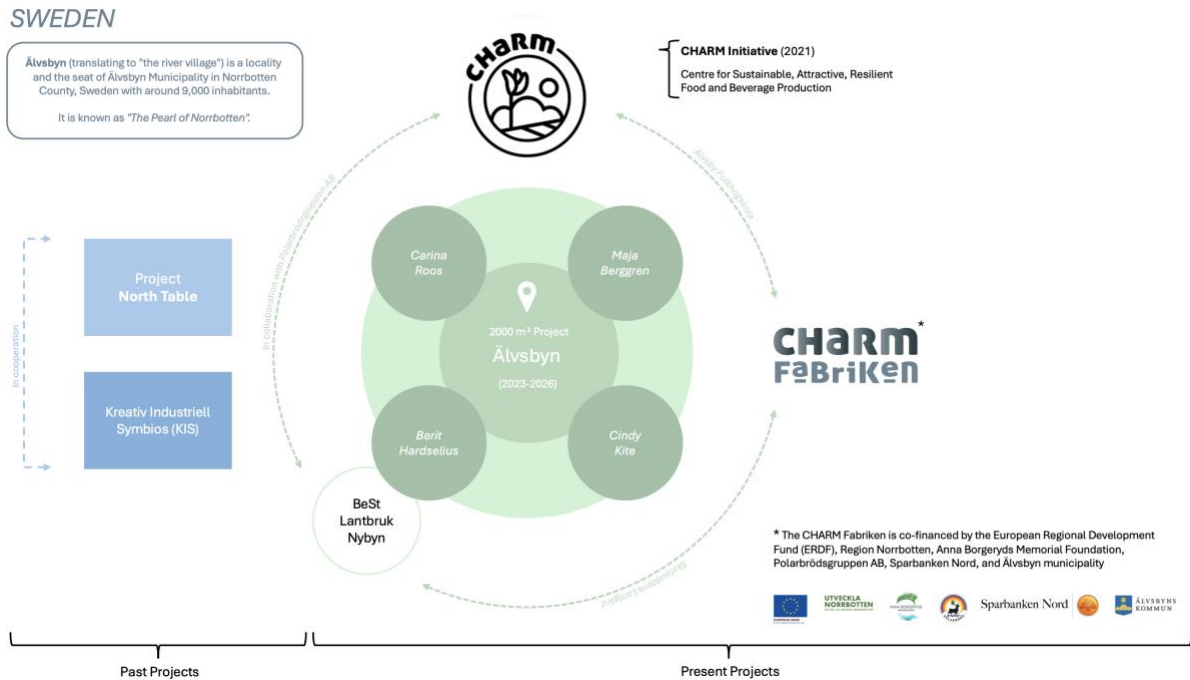 SWEDEN
Älvsbyn (translating to "the river village") is a locality
and the seat of Älvsbyn Municipality in Norrbotten
County, Sweden with around 9,000 inhabitants.
It is known as "The Pearl of Norrbotten".
CHARM
CHARM Initiative (2021)
Centre for Sustainable, Attractive, Resilient
Food and Beverage Production
In collaboration with Polarbrödsgruppen AB
Älvsby Folkhögskola
In cooperation
Project
North Table
Kreativ Industriell
Symbios (KIS)
Carina
Roos
Maja
Berggren
2000 m² Project
Älvsbyn
(2023-2026)
Berit
Hardselius
Cindy
Kite
BeSt
Lantbruk
Nybyn
CHARM*
FaBRiKen
* The CHARM Fabriken is co-financed by the European Regional Development
Fund (ERDF), Region Norrbotten, Anna Borgeryds Memorial Foundation,
Polarbrödsgruppen AB, Sparbanken Nord, and Älvsbyn municipality
UTVECKLA
NORRBOTTEN
Sparbanken Nord
ÄLVSBYNS
KOMMUN
Past Projects
Present Projects